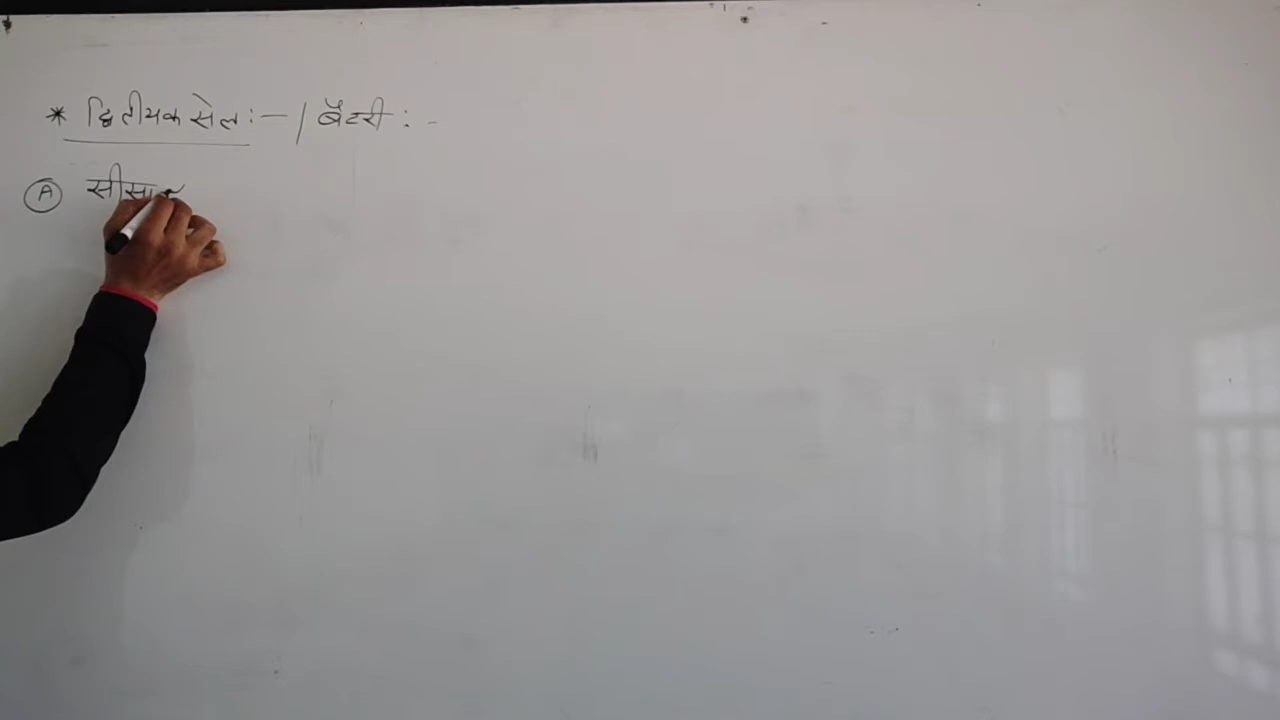 * द्वितीयक सेल :- / बैटरी : -
A सीसा